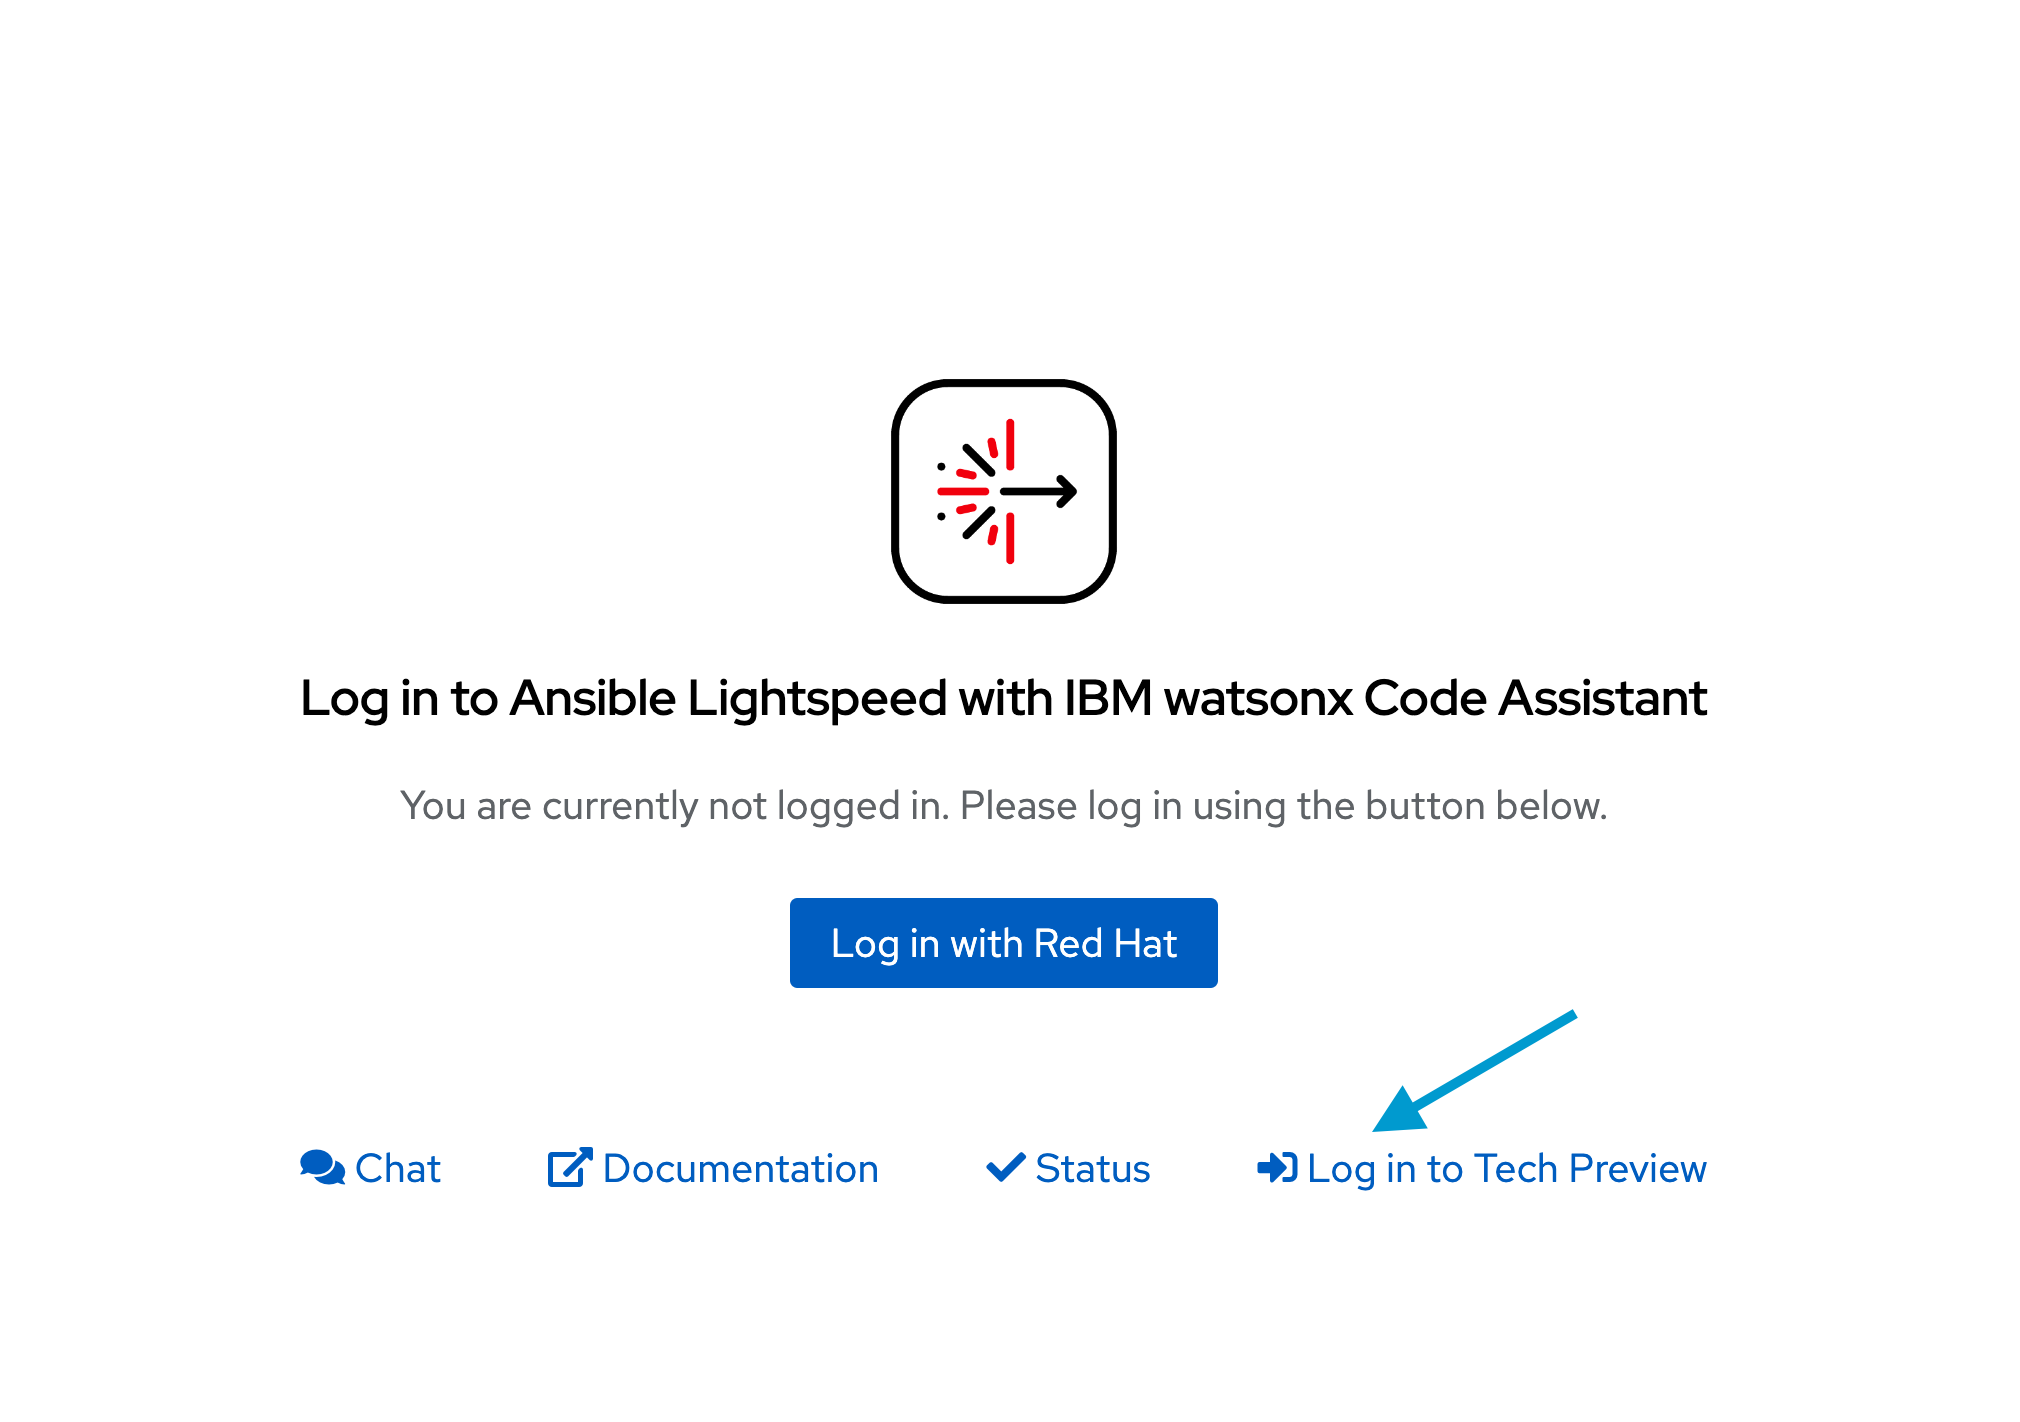 Log in to Ansible Lightspeed with IBM watsonx Code Assistant
You are currently not logged in. Please log in using the button below.
Log in with Red Hat
Chat Documentation Status Log in to Tech Preview